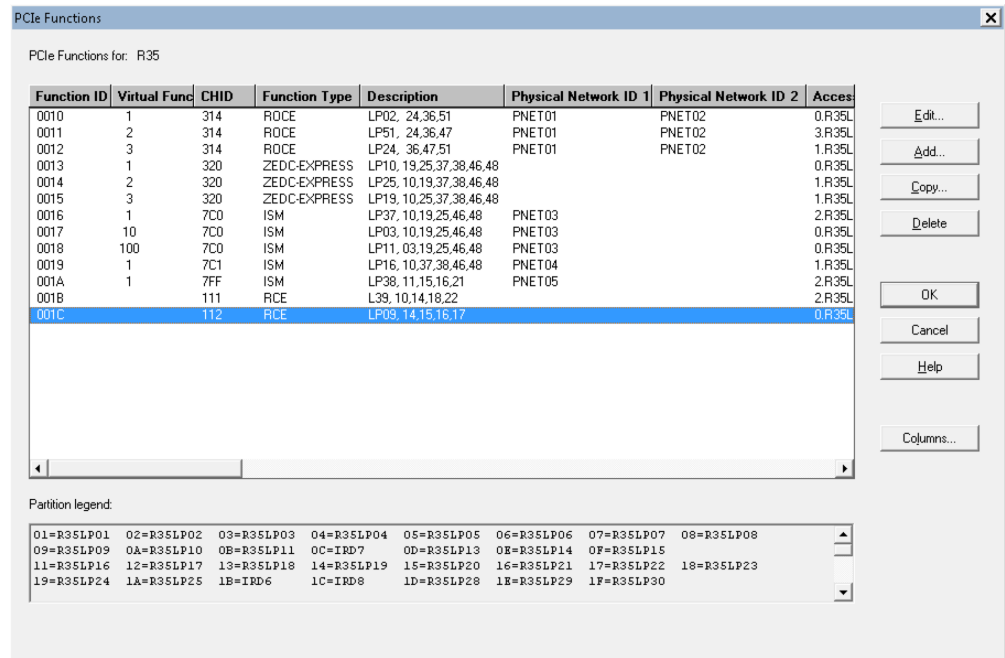 PCIe Functions
PCIe Functions for: R35
Function ID Virtual Func CHID Function Type Description Physical Network ID 1 Physical Network ID 2 Acces
0010 1 314 ROCE LP02, 24,36,51 PNET01 PNET02 0.R35L
0011 2 314 ROCE LP51, 24,36,47 PNET01 PNET02 3.R35L
0012 3 314 ROCE LP24, 36,47,51 PNET01 PNET02 1.R35L
0013 1 320 ZEDC-EXPRESS LP10, 19,25,37,38,46,48 0.R35L
0014 2 320 ZEDC-EXPRESS LP25, 10,19,37,38,46,48 1.R35L
0015 3 320 ZEDC-EXPRESS LP19, 10,25,37,38,46,48 1.R35L
0016 1 7C0 ISM LP37, 10,19,25,46,48 PNET03 2.R35L
0017 10 7C0 ISM LP03, 10,19,25,46,48 PNET03 0.R35L
0018 100 7C0 ISM LP11, 03,19,25,46,48 PNET03 0.R35L
0019 1 7C1 ISM LP16, 10,37,38,46,48 PNET04 1.R35L
001A 1 7FF ISM LP38, 11,15,16,21 PNET05 2.R35L
001B 111 RCE L39, 10,14,18,22 2.R35L
001C 112 RCE LP09, 14,15,16,17 0.R35L
Edit...
Add...
Copy...
Delete
OK
Cancel
Help
Columns...
Partition legend:
01=R35LP01 02=R35LP02 03=R35LP03 04=R35LP04 05=R35LP05 06=R35LP06 07=R35LP07 08=R35LP08
09=R35LP09 0A=R35LP10 0B=R35LP11 0C=IRD7 0D=R35LP13 0E=R35LP14 0F=R35LP15
11=R35LP16 12=R35LP17 13=R35LP18 14=R35LP19 15=R35LP20 16=R35LP21 17=R35LP22 18=R35LP23
19=R35LP24 1A=R35LP25 1B=IRD6 1C=IRD8 1D=R35LP28 1E=R35LP29 1F=R35LP30